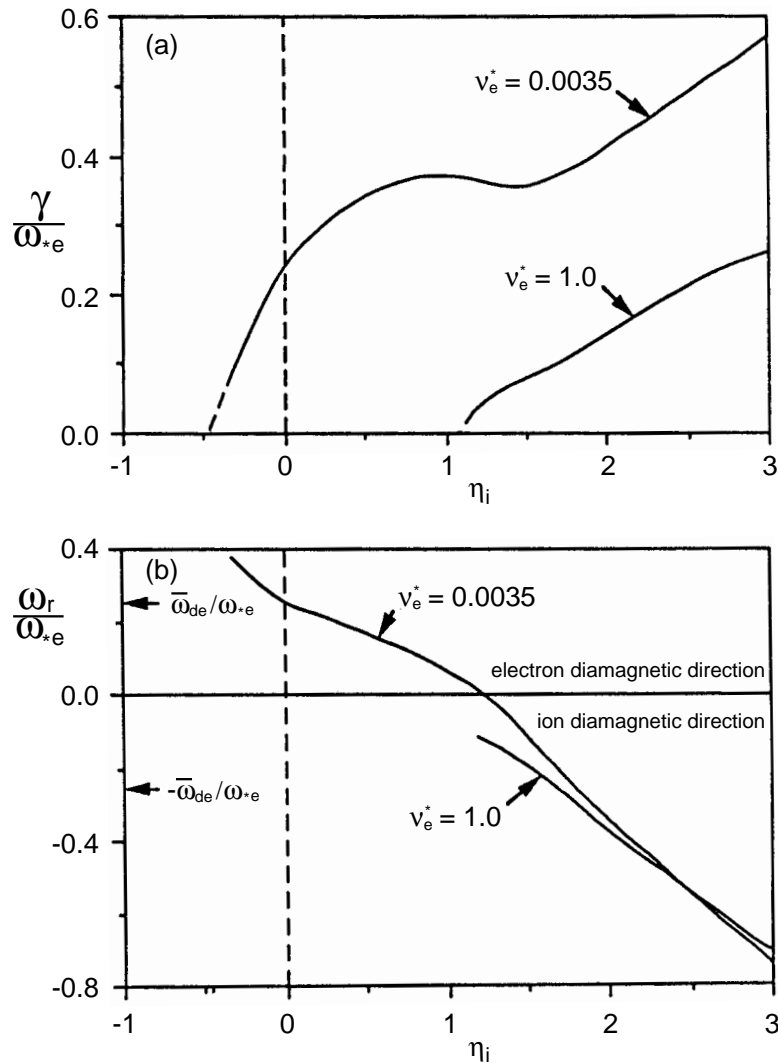 0.6
(a)
ν*e = 0.0035
0.4
γ
ω*e
ν*e = 1.0
0.2
0.0
-1 0 1 2 3
ηi
0.4
(b)
ωr
ω*e
ω̅de/ω*e
ν*e = 0.0035
electron diamagnetic direction
0.0
ion diamagnetic direction
-ω̅de/ω*e
ν*e = 1.0
-0.4
-0.8
-1 0 1 2 3
ηi